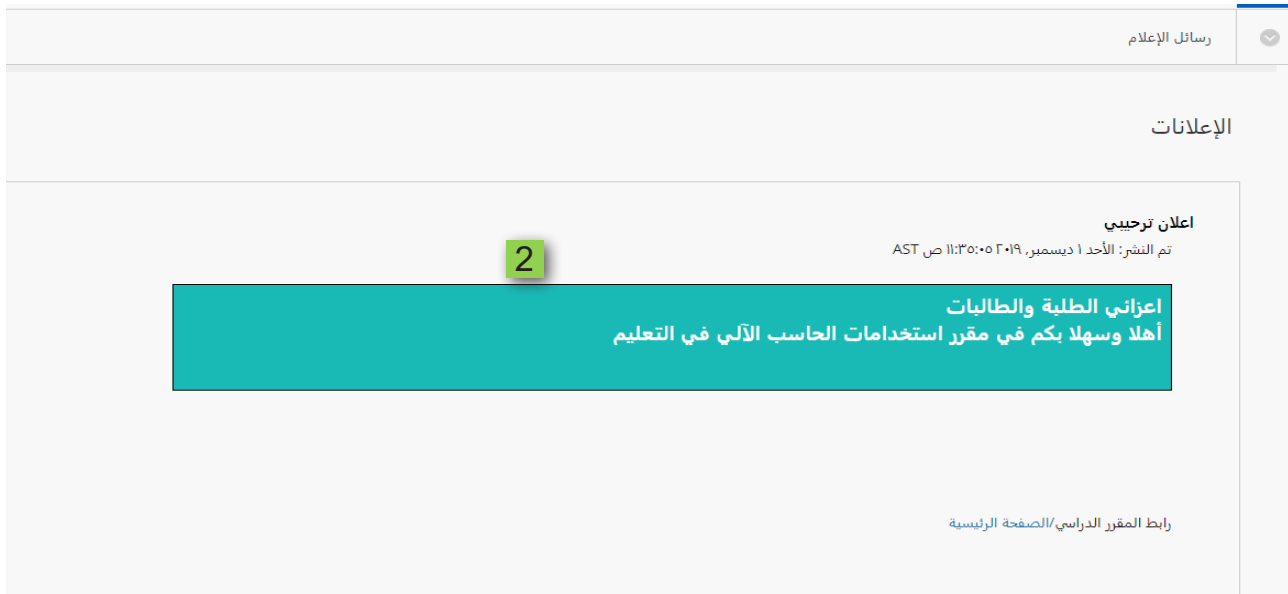 رسائل الإعلام
الإعلانات
اعلان ترحيبي
تم النشر: الأحد ١ ديسمبر, ٢٠١٩ ١١:٣٥:٠٥ ص AST
2
اعزائي الطلبة والطالبات
أهلا وسهلا بكم في مقرر استخدامات الحاسب الآلي في التعليم
رابط المقرر الدراسي/الصفحة الرئيسية